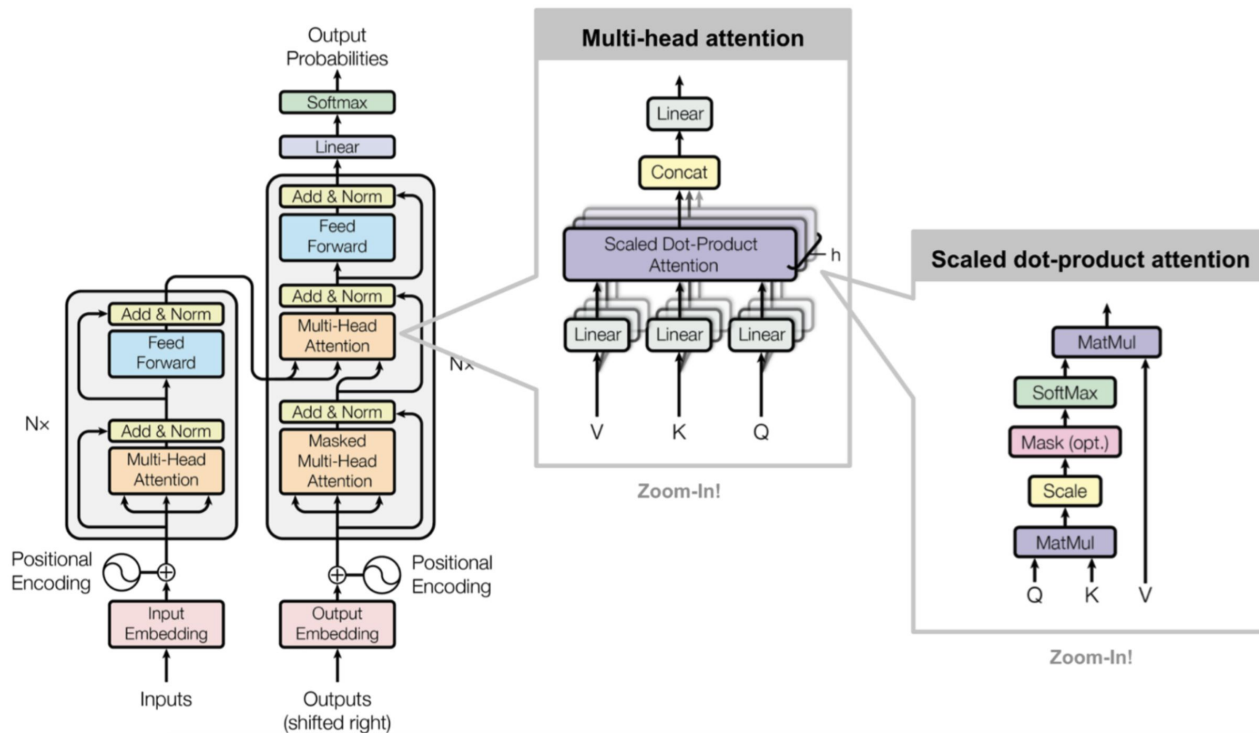 Output
Probabilities
Softmax
Linear
Add & Norm
Feed
Forward
Add & Norm
Multi-Head
Attention
Nx
Add & Norm
Masked
Multi-Head
Attention
Positional
Encoding
Output
Embedding
Outputs
(shifted right)
Add & Norm
Feed
Forward
Nx
Add & Norm
Multi-Head
Attention
Positional
Encoding
Input
Embedding
Inputs
Multi-head attention
Linear
Concat
Scaled Dot-Product
Attention
h
Linear Linear Linear
V K Q
Zoom-In!
Scaled dot-product attention
MatMul
SoftMax
Mask (opt.)
Scale
MatMul
Q K V
Zoom-In!